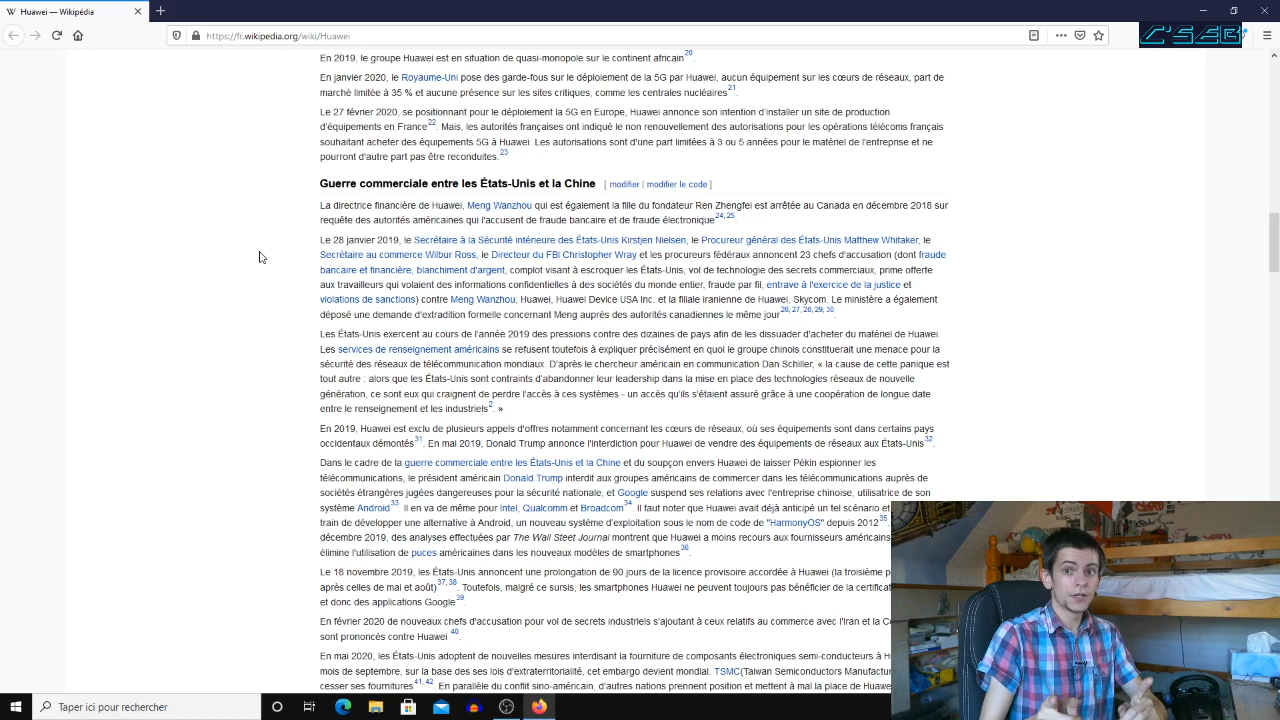 Huawei — Wikipédia
https://fr.wikipedia.org/wiki/Huawei
C'SEB
En 2019, le groupe Huawei est en situation de quasi-monopole sur le continent africain20.
En janvier 2020, le Royaume-Uni pose des garde-fous sur le déploiement de la 5G par Huawei, aucun équipement sur les cœurs de réseaux, part de
marché limitée à 35 % et aucune présence sur les sites critiques, comme les centrales nucléaires21.
Le 27 février 2020, se positionnant pour le déploiement la 5G en Europe, Huawei annonce son intention d'installer un site de production
d'équipements en France22. Mais, les autorités françaises ont indiqué le non renouvellement des autorisations pour les opérations télécoms français
souhaitant acheter des équipements 5G à Huawei. Les autorisations sont d'une part limitées à 3 ou 5 années pour le matériel de l'entreprise et ne
pourront d'autre part pas être reconduites.23
Guerre commerciale entre les États-Unis et la Chine [ modifier | modifier le code ]
La directrice financière de Huawei, Meng Wanzhou qui est également la fille du fondateur Ren Zhengfei est arrêtée au Canada en décembre 2018 sur
requête des autorités américaines qui l'accusent de fraude bancaire et de fraude électronique24, 25
Le 28 janvier 2019, le Secrétaire à la Sécurité intérieure des États-Unis Kirstjen Nielsen, le Procureur général des États-Unis Matthew Whitaker, le
Secrétaire au commerce Wilbur Ross, le Directeur du FBI Christopher Wray et les procureurs fédéraux annoncent 23 chefs d'accusation (dont fraude
bancaire et financière, blanchiment d'argent, complot visant à escroquer les États-Unis, vol de technologie des secrets commerciaux, prime offerte
aux travailleurs qui volaient des informations confidentielles à des sociétés du monde entier, fraude par fil, entrave à l'exercice de la justice et
violations de sanctions) contre Meng Wanzhou, Huawei, Huawei Device USA Inc. et la filiale iranienne de Huawei, Skycom. Le ministère a également
déposé une demande d'extradition formelle concernant Meng auprès des autorités canadiennes le même jour26, 27, 28, 29, 30.
Les États-Unis exercent au cours de l'année 2019 des pressions contre des dizaines de pays afin de les dissuader d'acheter du matériel de Huawei.
Les services de renseignement américains se refusent toutefois à expliquer précisément en quoi le groupe chinois constituerait une menace pour la
sécurité des réseaux de télécommunication mondiaux. D'après le chercheur américain en communication Dan Schiller, « la cause de cette panique est
tout autre : alors que les États-Unis sont contraints d'abandonner leur leadership dans la mise en place des technologies réseaux de nouvelle
génération, ce sont eux qui craignent de perdre l'accès à ces systèmes - un accès qu'ils s'étaient assuré grâce à une coopération de longue date
entre le renseignement et les industriels2. »
En 2019, Huawei est exclu de plusieurs appels d'offres notamment concernant les cœurs de réseaux, où ses équipements sont dans certains pays
occidentaux démontés31. En mai 2019, Donald Trump annonce l'interdiction pour Huawei de vendre des équipements de réseaux aux États-Unis32.
Dans le cadre de la guerre commerciale entre les États-Unis et la Chine et du soupçon envers Huawei de laisser Pékin espionner les
télécommunications, le président américain Donald Trump interdit aux groupes américains de commercer dans les télécommunications auprès de
sociétés étrangères jugées dangereuses pour la sécurité nationale, et Google suspend ses relations avec l'entreprise chinoise, utilisatrice de son
système Android33. Il en va de même pour Intel, Qualcomm et Broadcom34. Il faut noter que Huawei avait déjà anticipé un tel scénario et
train de développer une alternative à Android, un nouveau système d'exploitation sous le nom de code de "HarmonyOS" depuis 201235.
décembre 2019, des analyses effectuées par The Wall Street Journal montrent que Huawei a moins recours aux fournisseurs américains
élimine l'utilisation de puces américaines dans les nouveaux modèles de smartphones36.
Le 18 novembre 2019, les États-Unis annoncent une prolongation de 90 jours de la licence provisoire accordée à Huawei (la troisième
après celles de mai et août)37, 38. Toutefois, malgré ce sursis, les smartphones Huawei ne peuvent toujours pas bénéficier de la
et donc des applications Google39.
En février 2020 de nouveaux chefs d'accusation pour vol de secrets industriels s'ajoutant à ceux relatifs au commerce avec l'Iran et la
sont prononcés contre Huawei 40.
En mai 2020, les États-Unis adoptent de nouvelles mesures interdisant la fourniture de composants électroniques semi-conducteurs à
mois de septembre, sur la base des ses lois d'extraterritorialité, cet embargo devient mondial. TSMC(Taiwan Semiconductors
cesser ses fournitures41, 42. En parallèle du conflit sino-américain, d'autres nations prennent position et mettent à mal la place de Huawei
Taper ici pour rechercher